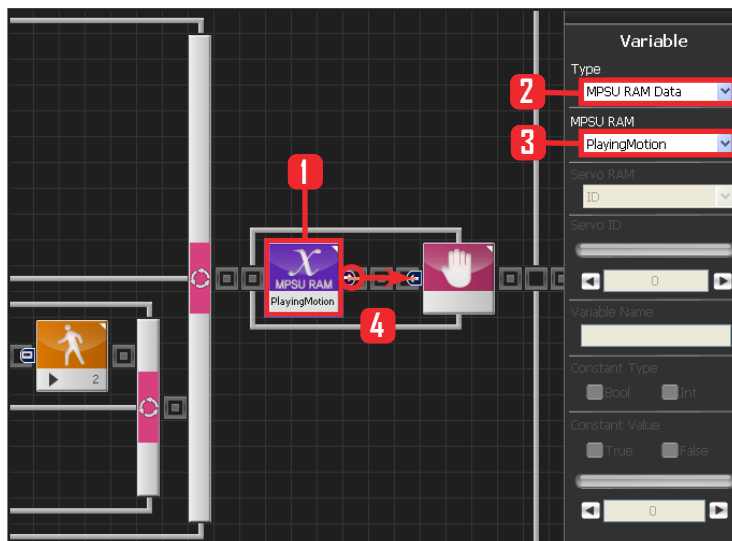 Variable
Type
2
MPSU RAM Data
MPSU RAM
3
PlayingMotion
1
Servo RAM
ID
Servo ID
x
MPSU RAM
PlayingMotion
0
4
Variable Name
2
Constant Type
Bool
Int
Constant Value
True
False
0